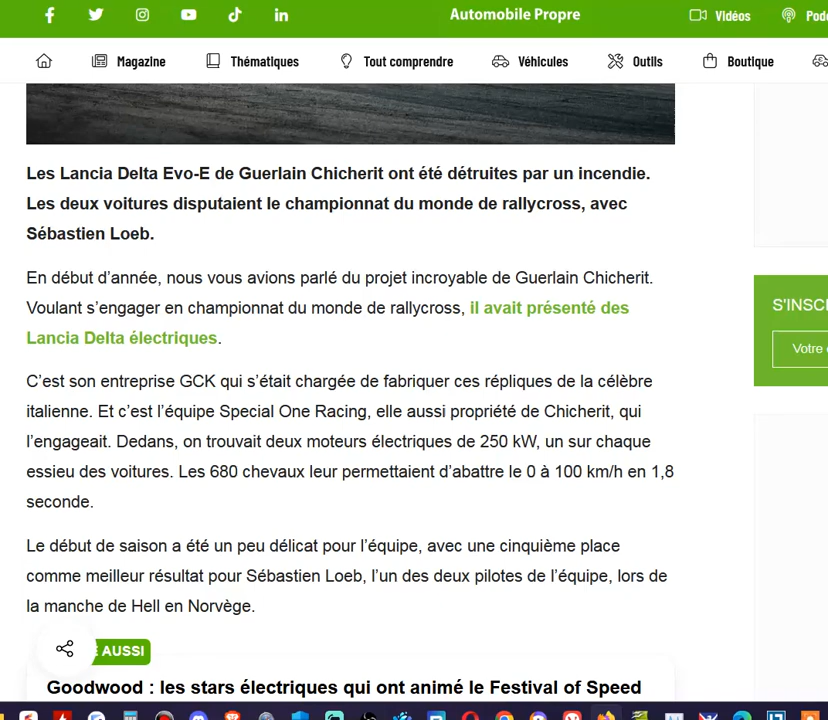 Automobile Propre
Vidéos
Magazine
Thématiques
Tout comprendre
Véhicules
Outils
Boutique
Les Lancia Delta Evo-E de Guerlain Chicherit ont été détruites par un incendie.
Les deux voitures disputaient le championnat du monde de rallycross, avec
Sébastien Loeb.
En début d’année, nous vous avions parlé du projet incroyable de Guerlain Chicherit.
Voulant s’engager en championnat du monde de rallycross, il avait présenté des
Lancia Delta électriques.
C’est son entreprise GCK qui s’était chargée de fabriquer ces répliques de la célèbre
italienne. Et c’est l’équipe Special One Racing, elle aussi propriété de Chicherit, qui
l’engageait. Dedans, on trouvait deux moteurs électriques de 250 kW, un sur chaque
essieu des voitures. Les 680 chevaux leur permettaient d’abattre le 0 à 100 km/h en 1,8
seconde.
Le début de saison a été un peu délicat pour l’équipe, avec une cinquième place
comme meilleur résultat pour Sébastien Loeb, l’un des deux pilotes de l’équipe, lors de
la manche de Hell en Norvège.
AUSSI
Goodwood : les stars électriques qui ont animé le Festival of Speed
S'INSC
Votre